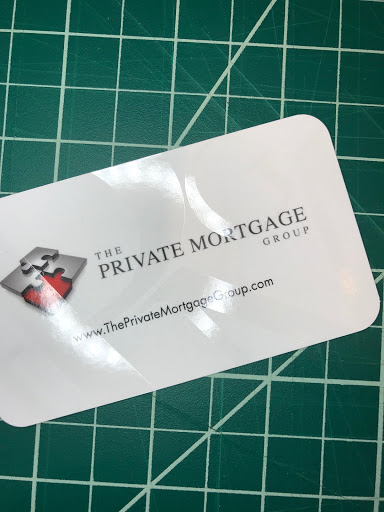 THE
PRIVATE MORTGAGE
GROUP
www.ThePrivateMortgageGroup.com